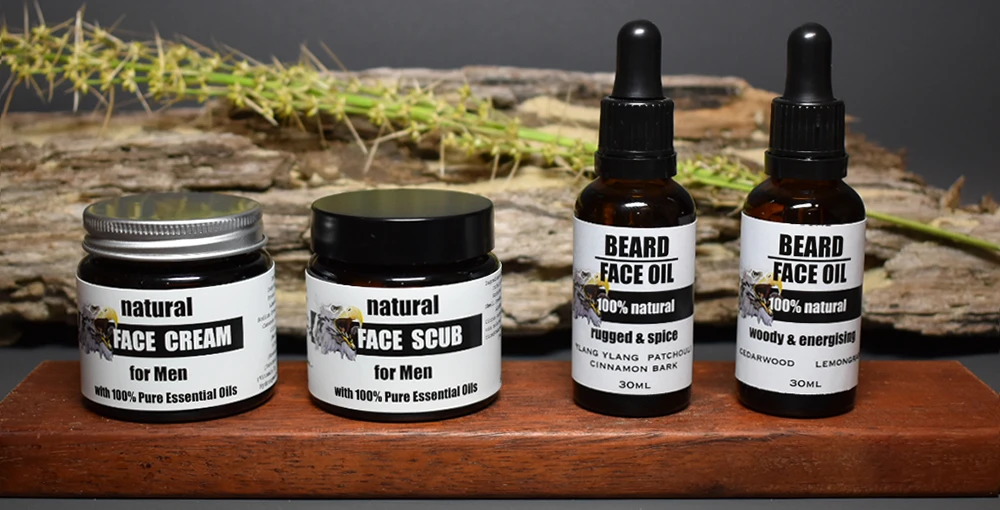 natural
FACE CREAM
for Men
with 100% Pure Essential Oils
natural
FACE SCUB
for Men
with 100% Pure Essential Oils
BEARD
FACE OIL
100% natural
rugged & spice
YLANG YLANG PATCHOUL
CINNAMON BARK
30ML
BEARD
FACE OIL
100% natural
woody & energising
CEDARWOOD LEMONGRA
30ML